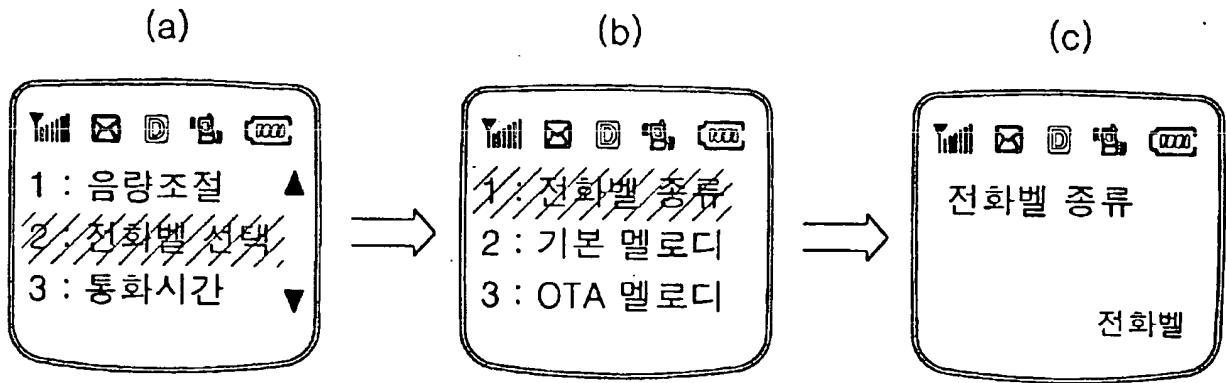 (a)
1 : 음량조절 ▲
2 : 전화벨 선택
3 : 통화시간 ▼
(b)
1 : 전화벨 종류
2 : 기본 멜로디
3 : OTA 멜로디
(c)
전화벨 종류
전화벨